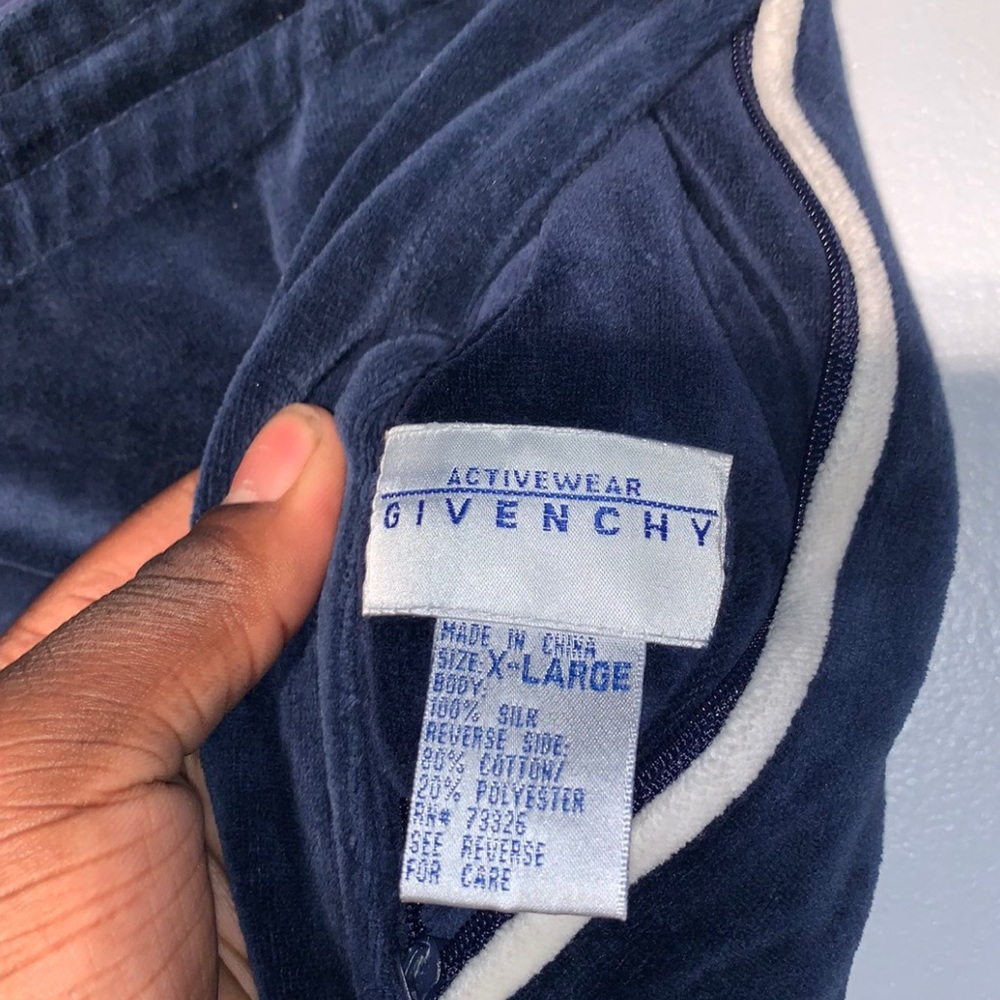 ACTIVEWEAR
GIVENCHY
MADE IN CHINA
SIZE: X-LARGE
BODY:
100% SILK
REVERSE SIDE:
80% COTTON/
20% POLYESTER
RN# 73326
SEE REVERSE
FOR CARE